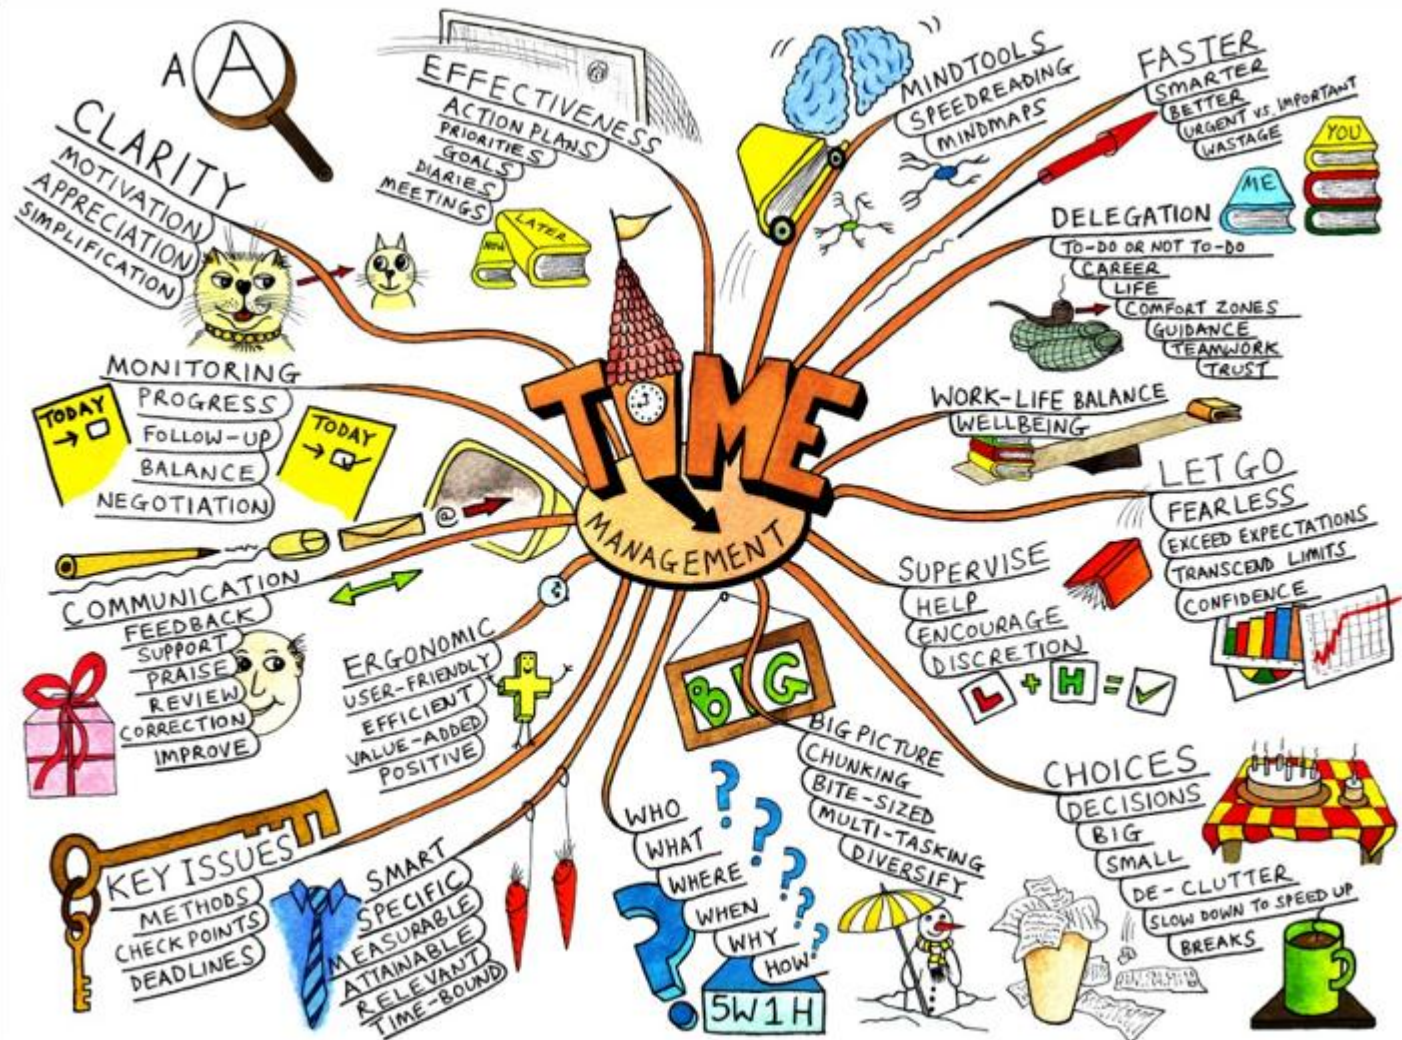 TIME
MANAGEMENT
A A
CLARITY
MOTIVATION
APPRECIATION
SIMPLIFICATION
EFFECTIVENESS
ACTION PLANS
PRIORITIES
GOALS
DIARIES
MEETINGS
NOW
LATER
MINDTOOLS
SPEEDREADING
MINDMAPS
FASTER
SMARTER
BETTER
URGENT VS. IMPORTANT
WASTAGE
YOU
ME
DELEGATION
TO-DO OR NOT TO-DO
CAREER
LIFE
COMFORT ZONES
GUIDANCE
TEAMWORK
TRUST
WORK-LIFE BALANCE
WELLBEING
LET GO
FEARLESS
EXCEED EXPECTATIONS
TRANSCEND LIMITS
CONFIDENCE
SUPERVISE
HELP
ENCOURAGE
DISCRETION
L + H =
CHOICES
DECISIONS
BIG
SMALL
DE-CLUTTER
SLOW DOWN TO SPEED UP
BREAKS
BIG
BIG PICTURE
CHUNKING
BITE-SIZED
MULTI-TASKING
DIVERSIFY
WHO
WHAT
WHERE
WHEN
WHY
HOW
? ? ? ? ? ?
?
5W1H
SMART
SPECIFIC
MEASURABLE
ATTAINABLE
RELEVANT
TIME-BOUND
KEY ISSUES
METHODS
CHECK POINTS
DEADLINES
ERGONOMIC
USER-FRIENDLY
EFFICIENT
VALUE-ADDED
POSITIVE
COMMUNICATION
FEEDBACK
SUPPORT
PRAISE
REVIEW
CORRECTION
IMPROVE
@
MONITORING
PROGRESS
FOLLOW-UP
BALANCE
NEGOTIATION
TODAY
→
TODAY
→